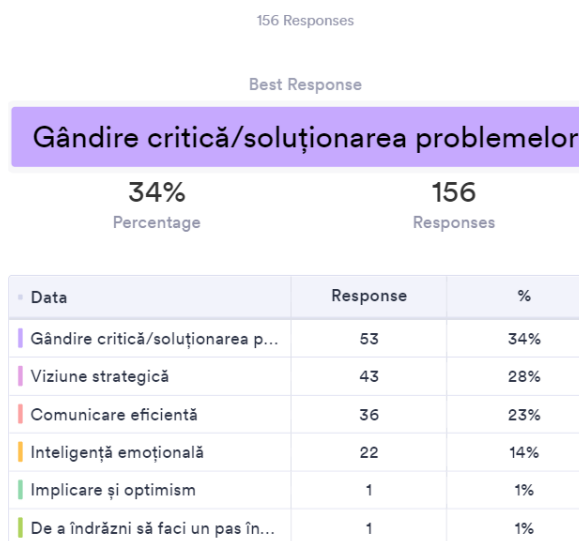 156 Responses
Best Response
Gândire critică/soluționarea problemelor
34% 156
Percentage Responses
Data Response %
Gândire critică/soluționarea p... 53 34%
Viziune strategică 43 28%
Comunicare eficientă 36 23%
Inteligență emoțională 22 14%
Implicare și optimism 1 1%
De a îndrăzni să faci un pas în... 1 1%